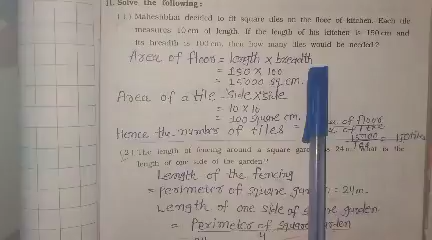 II. Solve the following:
(1) Maheshbhai decided to fit square tiles on the floor of kitchen. Each tile
measures 10 cm of length. If the length of his kitchen is 150 cm and
its breadth is 100 cm, then how many tiles would be needed?
Area of floor = length x breadth
= 150 x 100
= 15000 sq cm.
Area of a tile = Side x side
= 10 x 10
= 100 square cm.
Hence the number of tiles = of floor
(2) The length of fencing around a square garden is 24m. What is the
length of one side of the garden?
Length of the fencing
= perimeter of square garden = 24m.
Length of one side of square garden
= Perimeter of square garden
4